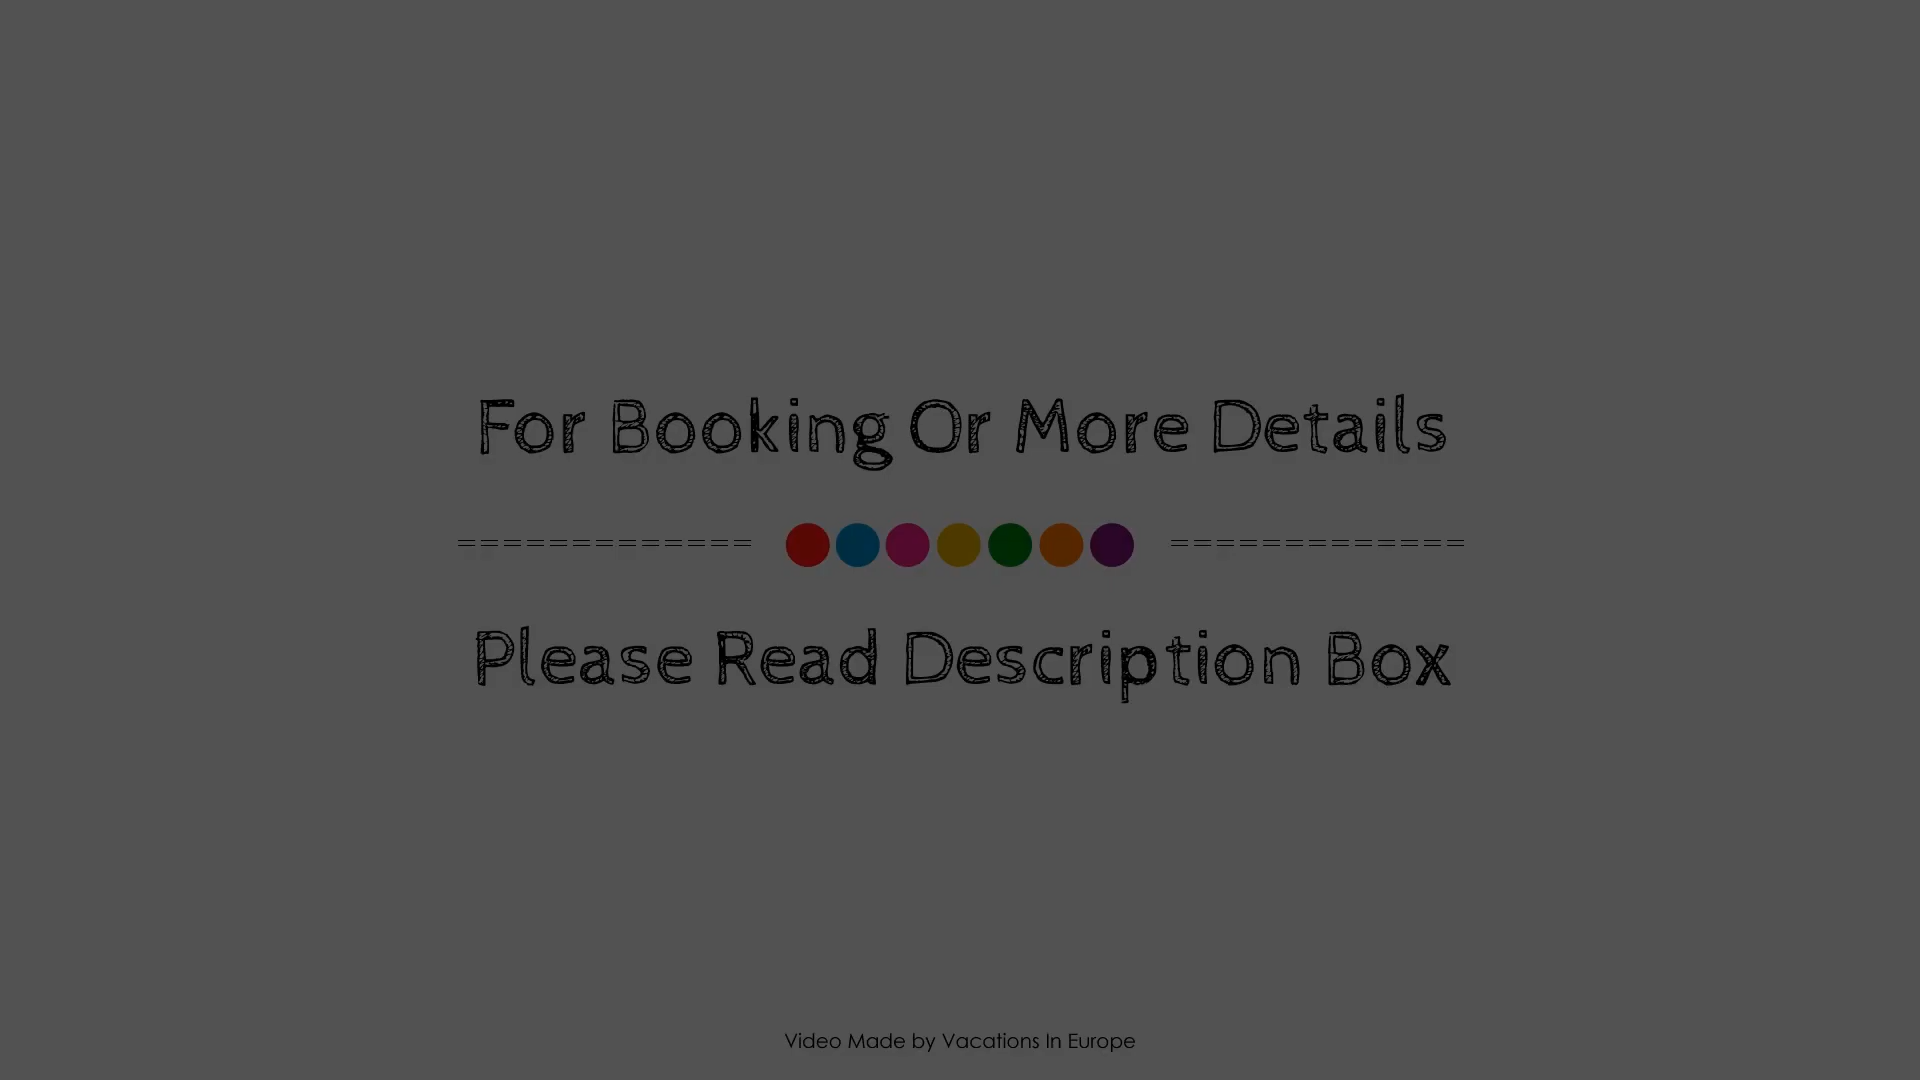 For Booking Or More Details
============= =============
Please Read Description Box
Video Made by Vacations In Europe